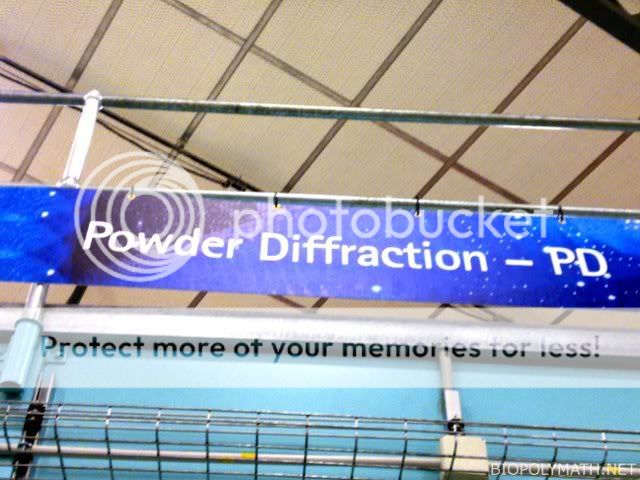 photobucket
Powder Diffraction – PD
Protect more of your memories for less!
BIOPOLYMATH.NET